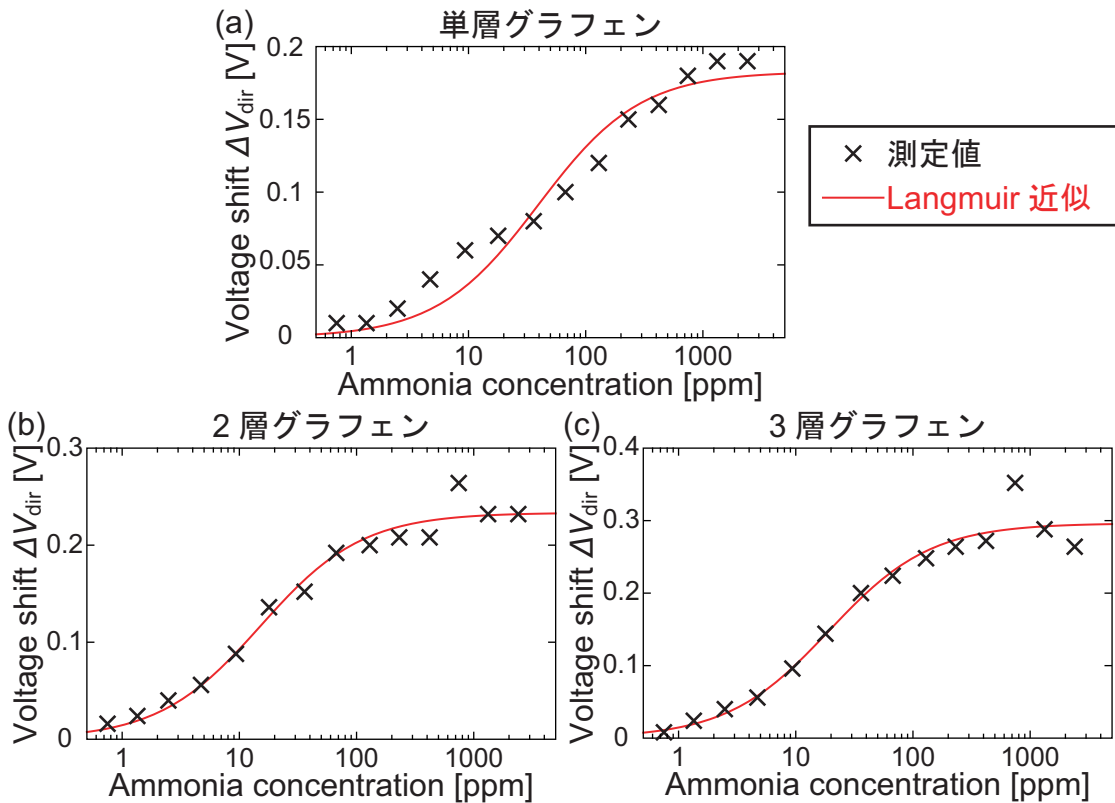 (a) 単層グラフェン
Voltage shift ΔV_dir [V]
0.2
0.15
0.1
0.05
0
1 10 100 1000
Ammonia concentration [ppm]
× 測定値
Langmuir 近似
(b) 2 層グラフェン
Voltage shift ΔV_dir [V]
0.3
0.2
0.1
0
1 10 100 1000
Ammonia concentration [ppm]
(c) 3 層グラフェン
Voltage shift ΔV_dir [V]
0.4
0.3
0.2
0.1
0
1 10 100 1000
Ammonia concentration [ppm]